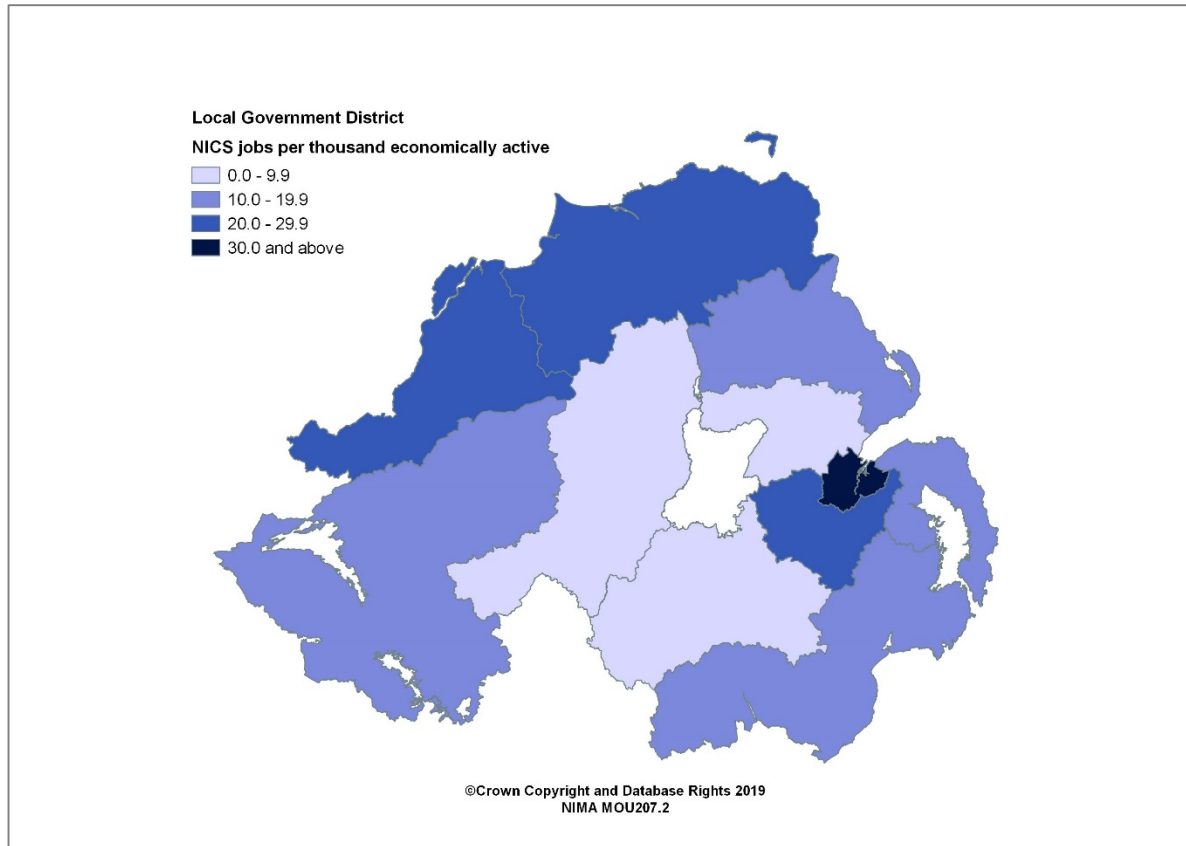 Local Government District
NICS jobs per thousand economically active
0.0 - 9.9
10.0 - 19.9
20.0 - 29.9
30.0 and above
©Crown Copyright and Database Rights 2019
NIMA MOU207.2